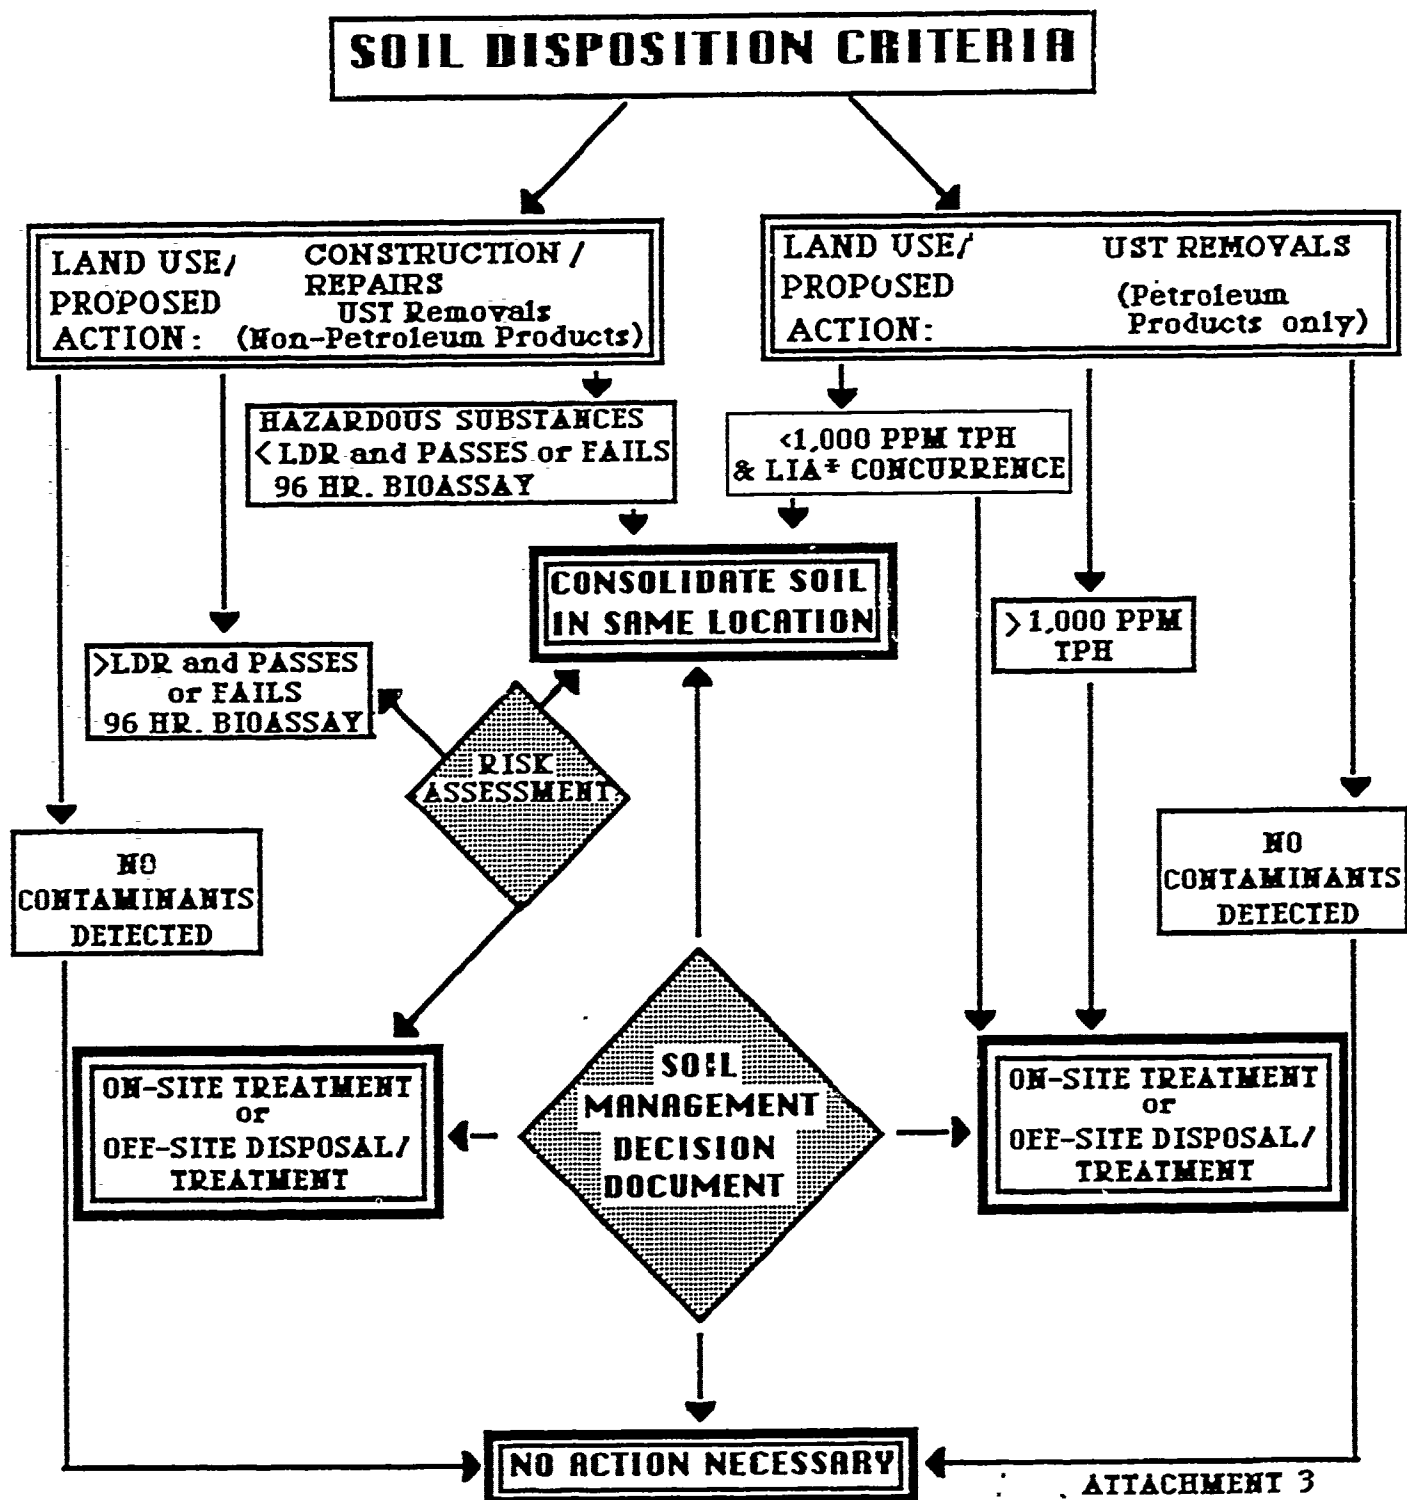 SOIL DISPOSITION CRITERIA
LAND USE/
PROPOSED
ACTION:
CONSTRUCTION /
REPAIRS
UST Removals
(Non-Petroleum Products)
LAND USE/
PROPOSED
ACTION:
UST REMOVALS
(Petroleum
Products only)
HAZARDOUS SUBSTANCES
<LDR and PASSES or FAILS
96 HR. BIOASSAY
<1,000 PPM TPH
& LIA* CONCURRENCE
CONSOLIDATE SOIL
IN SAME LOCATION
>1,000 PPM
TPH
>LDR and PASSES
or FAILS
96 HR. BIOASSAY
RISK
ASSESSMENT
NO
CONTAMINANTS
DETECTED
NO
CONTAMINANTS
DETECTED
ON-SITE TREATMENT
or
OFF-SITE DISPOSAL/
TREATMENT
SOIL
MANAGEMENT
DECISION
DOCUMENT
ON-SITE TREATMENT
or
OFF-SITE DISPOSAL/
TREATMENT
NO ACTION NECESSARY
ATTACHMENT 3